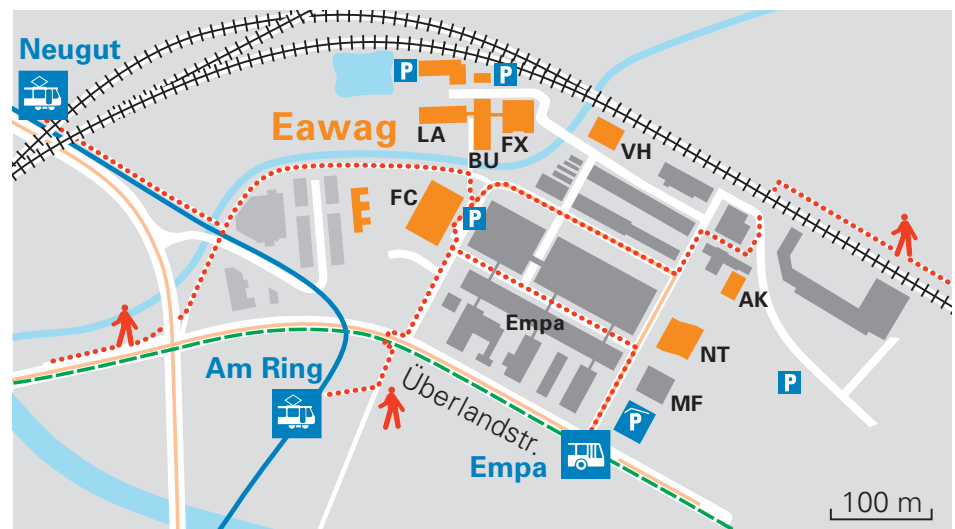 Neugut
P
P
Eawag
LA
BU
FX
VH
FC
P
AK
Empa
NT
P
Am Ring
MF
Überlandstr.
P
Empa
100 m